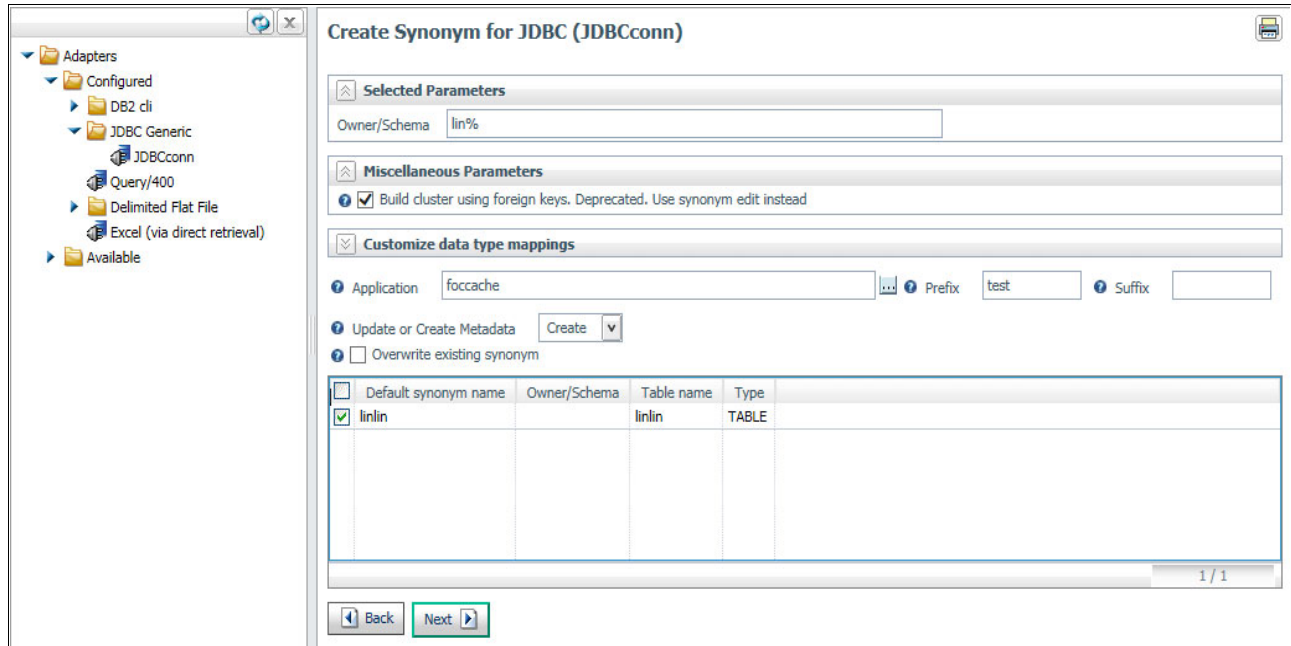 Adapters
Configured
DB2 cli
JDBC Generic
JDBCconn
Query/400
Delimited Flat File
Excel (via direct retrieval)
Available
Create Synonym for JDBC (JDBCconn)
Selected Parameters
Owner/Schema lin%
Miscellaneous Parameters
Build cluster using foreign keys. Deprecated. Use synonym edit instead
Customize data type mappings
Application foccache ... Prefix test Suffix
Update or Create Metadata Create
Overwrite existing synonym
Default synonym name Owner/Schema Table name Type
linlin linlin TABLE
1 / 1
Back Next